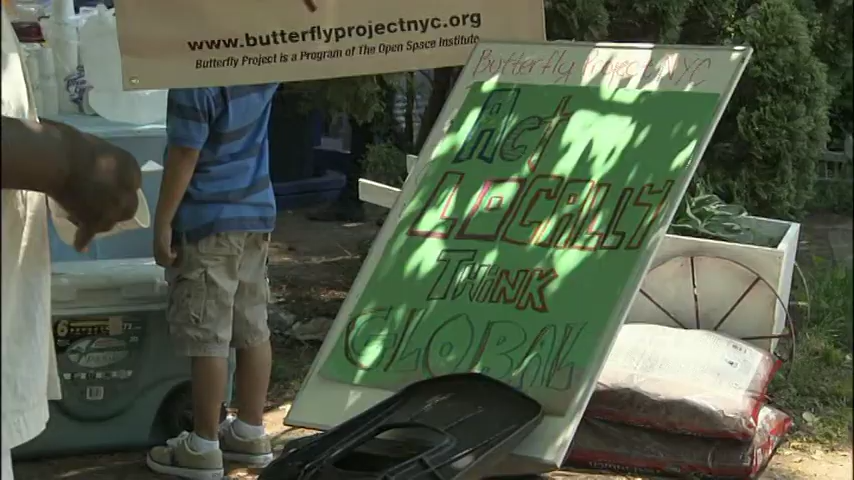 www.butterflyprojectnyc.org
Butterfly Project is a Program of The Open Space Institute
Butterfly Project NYC
Act
LOCALLY
THiNK
GLOBAL
6